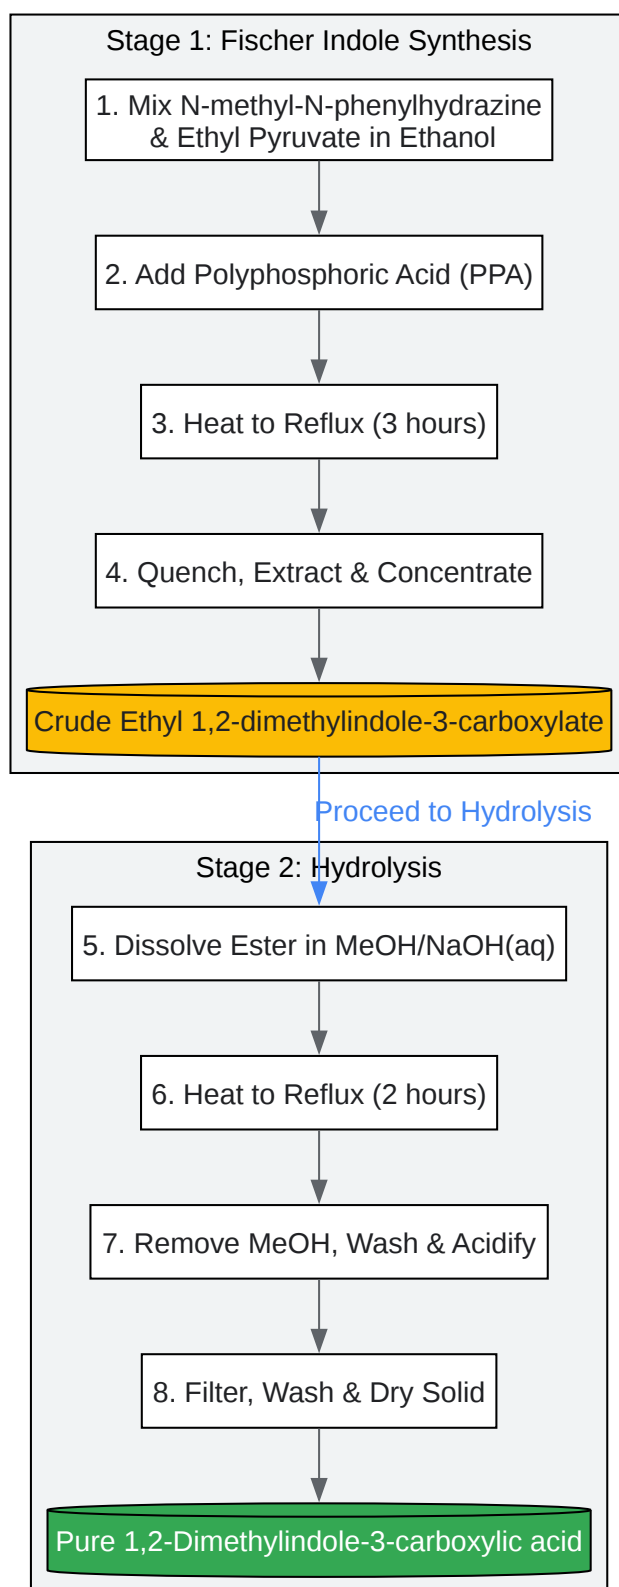 Stage 1: Fischer Indole Synthesis
1. Mix N-methyl-N-phenylhydrazine
& Ethyl Pyruvate in Ethanol
2. Add Polyphosphoric Acid (PPA)
3. Heat to Reflux (3 hours)
4. Quench, Extract & Concentrate
Crude Ethyl 1,2-dimethylindole-3-carboxylate
Proceed to Hydrolysis
Stage 2: Hydrolysis
5. Dissolve Ester in MeOH/NaOH(aq)
6. Heat to Reflux (2 hours)
7. Remove MeOH, Wash & Acidify
8. Filter, Wash & Dry Solid
Pure 1,2-Dimethylindole-3-carboxylic acid